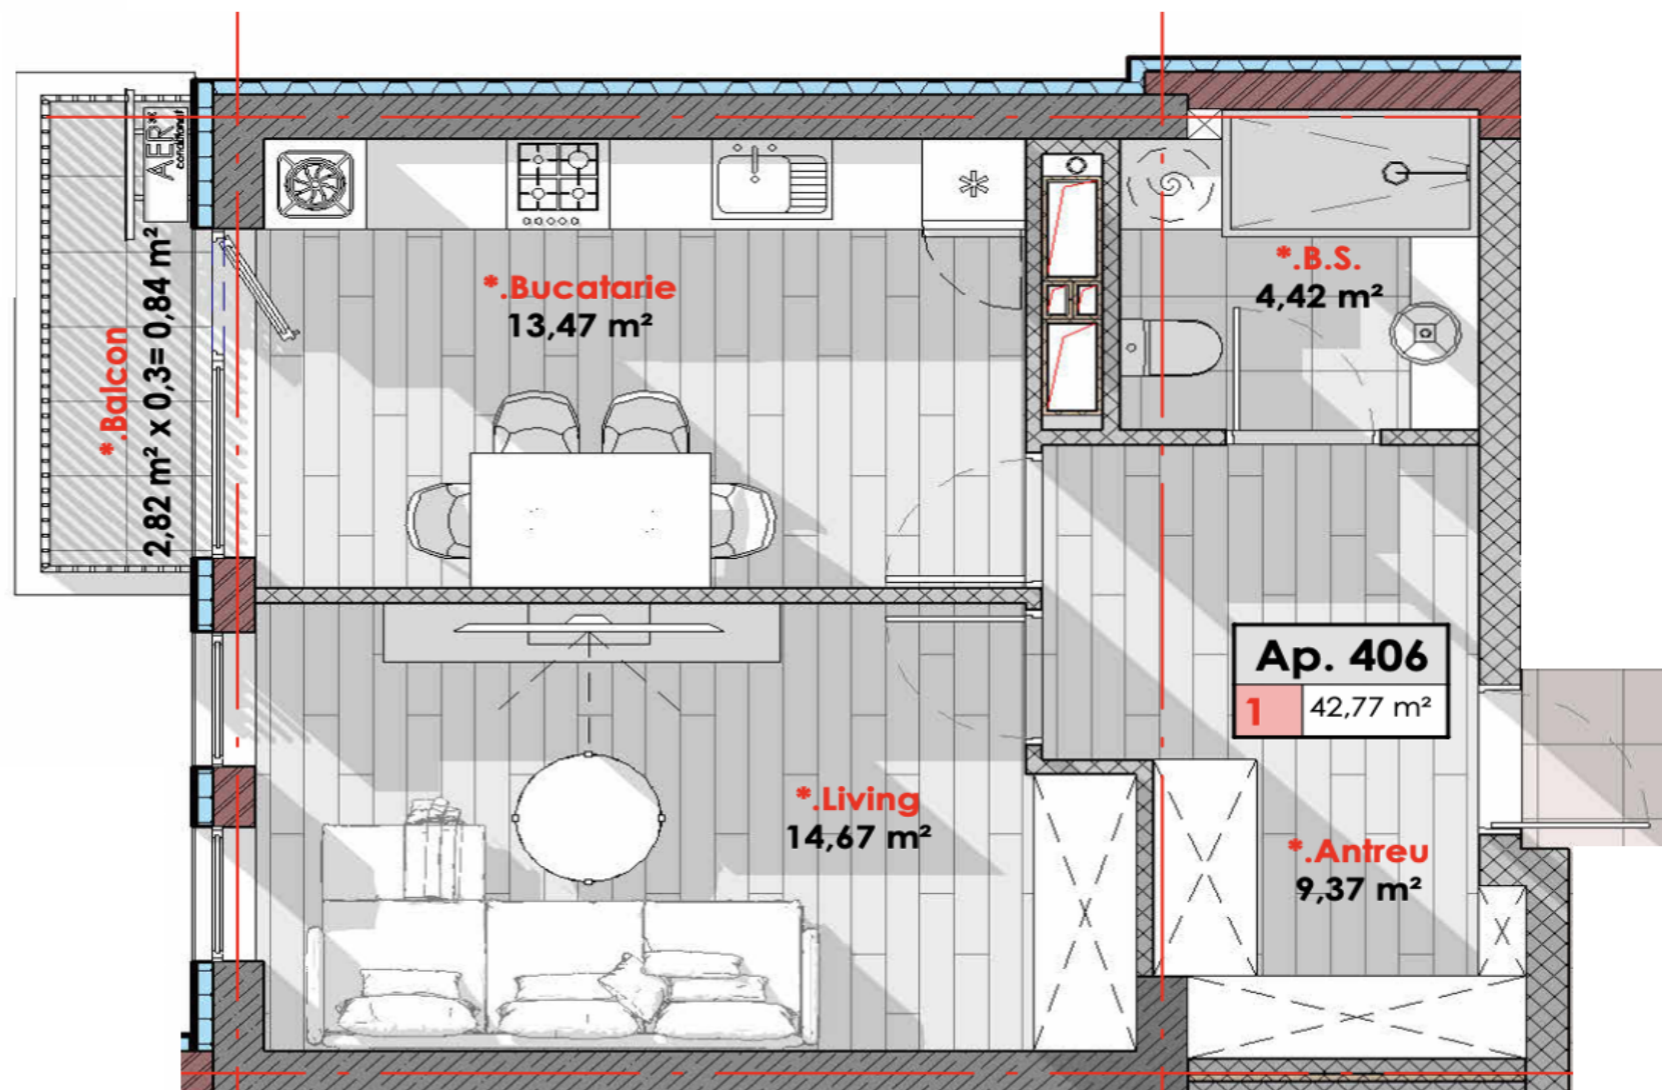 AER
conditionat
*.Balcon
2,82 m² x 0,3= 0,84 m²
*.Bucatarie
13,47 m²
*.B.S.
4,42 m²
Ap. 406
1 42,77 m²
*.Living
14,67 m²
*.Antreu
9,37 m²